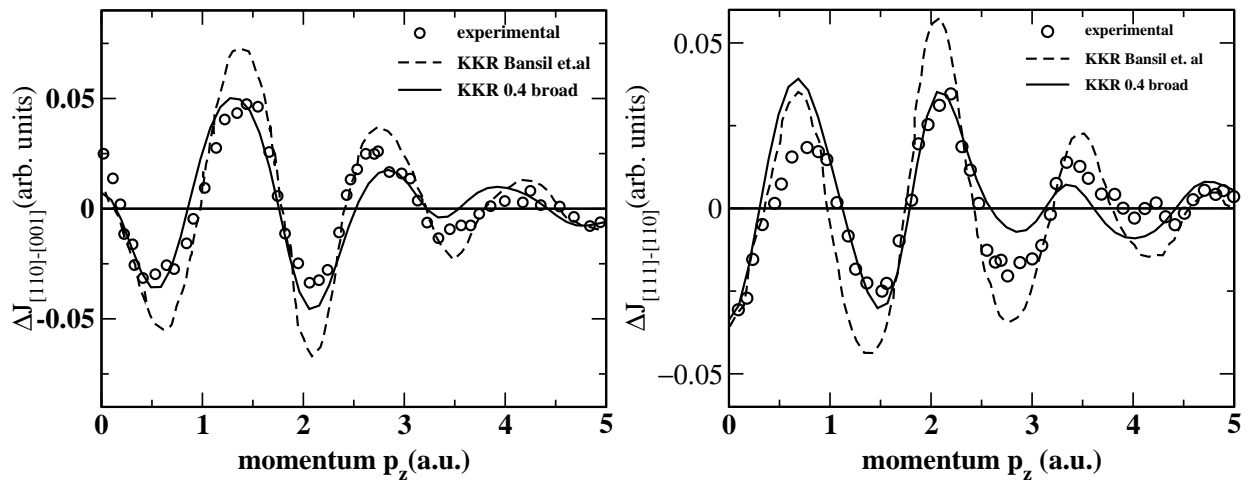 experimental
KKR Bansil et.al
KKR 0.4 broad
ΔJ[110]-[001](arb. units)
0.05
0
-0.05
0 1 2 3 4 5
momentum pz(a.u.)
experimental
KKR Bansil et. al
KKR 0.4 broad
ΔJ[111]-[110](arb. units)
0.05
0
−0.05
0 1 2 3 4 5
momentum pz (a.u.)